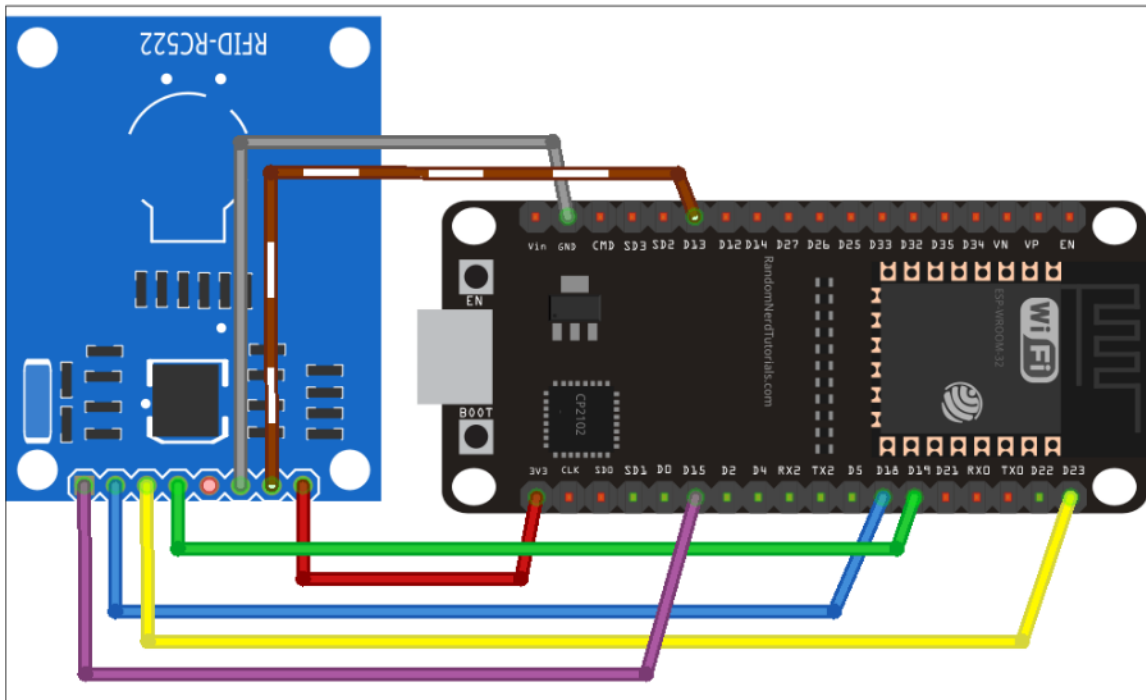 RFID-RC522
Vin GND CMD SD3 SD2 D13 D12 D14 D27 D26 D25 D33 D32 D35 D34 VN VP EN
EN
RandomNerdTutorials.com
ESP-WROOM-32
WiFi
BOOT
CP2102
3V3 CLK SD0 SD1 D0 D15 D2 D4 RX2 TX2 D5 D18 D19 D21 RX0 TX0 D22 D23